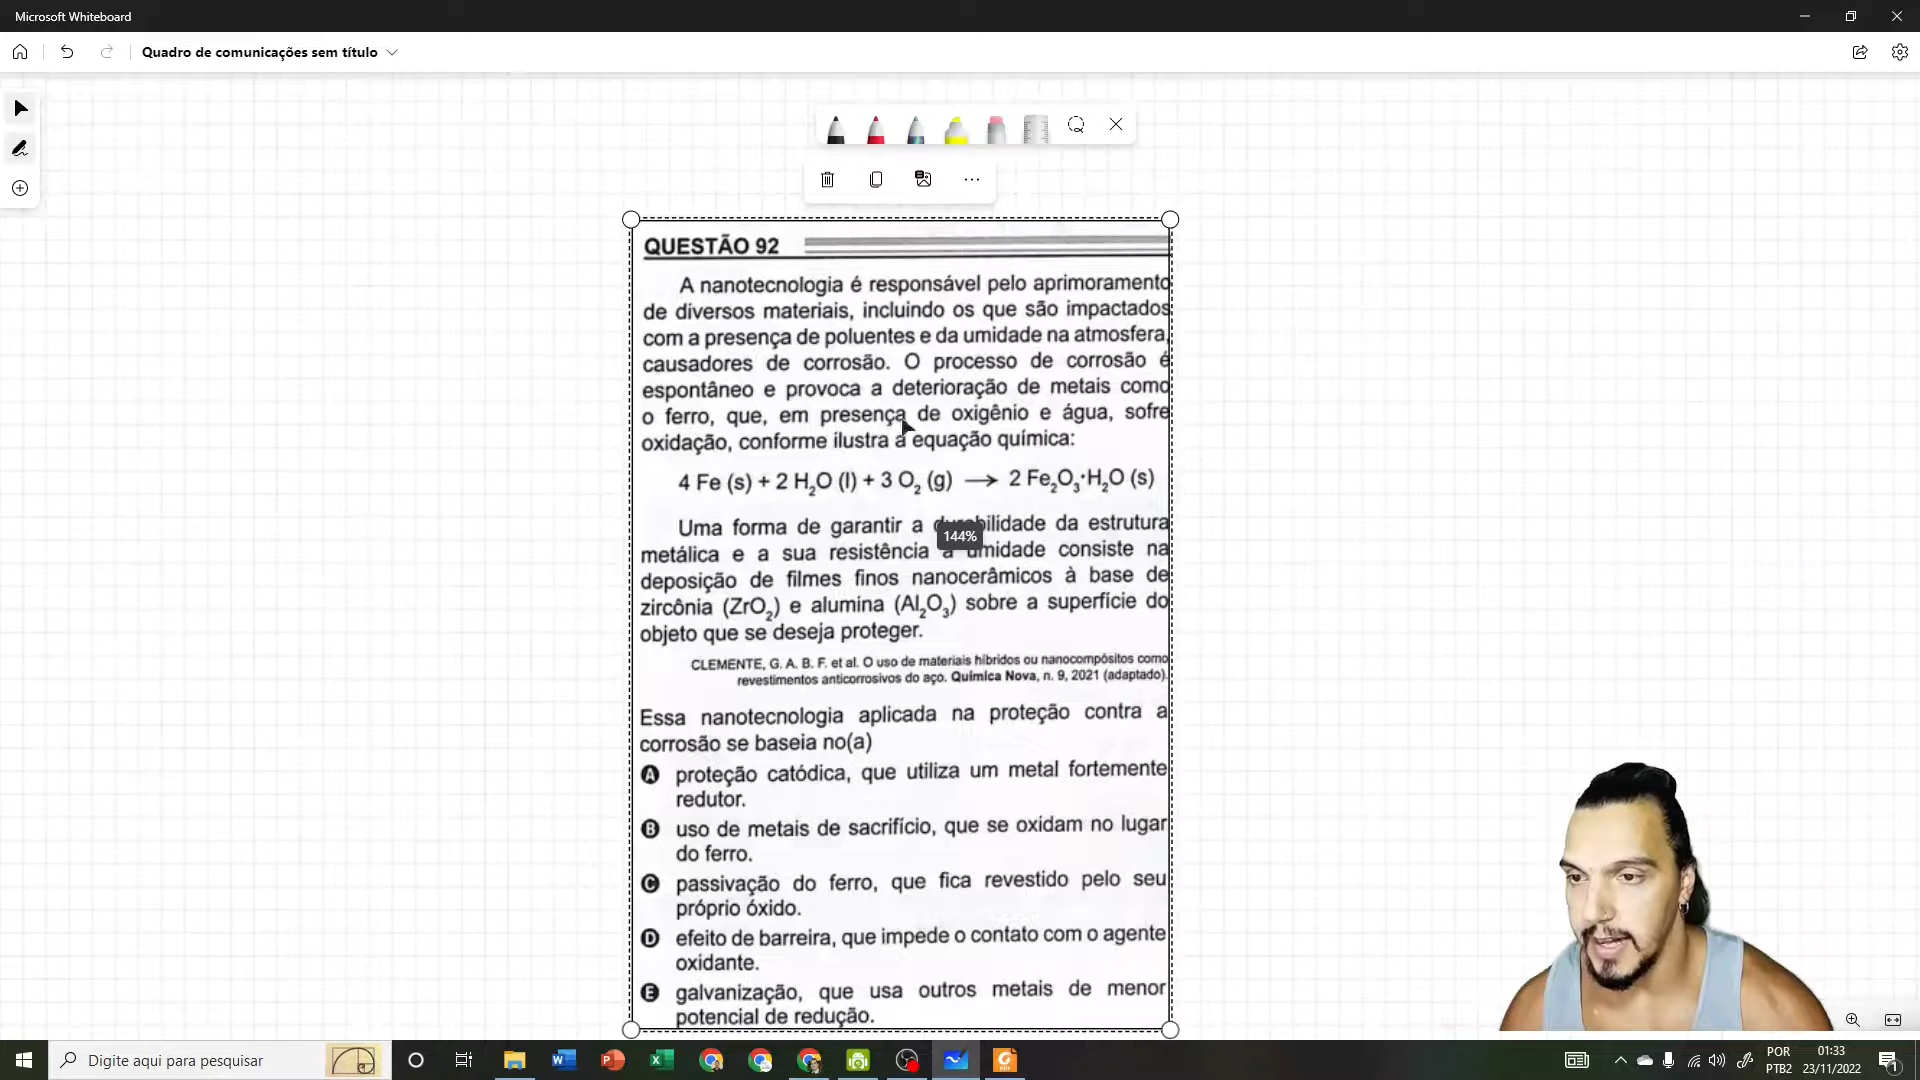 Microsoft Whiteboard
Quadro de comunicações sem título
QUESTÃO 92
A nanotecnologia é responsável pelo aprimoramento
de diversos materiais, incluindo os que são impactados
com a presença de poluentes e da umidade na atmosfera,
causadores de corrosão. O processo de corrosão é
espontâneo e provoca a deterioração de metais como
o ferro, que, em presença de oxigênio e água, sofre
oxidação, conforme ilustra a equação química:
4 Fe (s) + 2 H₂O (l) + 3 O₂ (g) → 2 Fe₂O₃·H₂O (s)
Uma forma de garantir a durabilidade da estrutura
144%
metálica e a sua resistência à umidade consiste na
deposição de filmes finos nanocerâmicos à base de
zircônia (ZrO₂) e alumina (Al₂O₃) sobre a superfície do
objeto que se deseja proteger.
CLEMENTE, G. A. B. F. et al. O uso de materiais híbridos ou nanocompósitos como
revestimentos anticorrosivos do aço. Química Nova, n. 9, 2021 (adaptado).
Essa nanotecnologia aplicada na proteção contra a
corrosão se baseia no(a)
A proteção catódica, que utiliza um metal fortemente
redutor.
B uso de metais de sacrifício, que se oxidam no lugar
do ferro.
C passivação do ferro, que fica revestido pelo seu
próprio óxido.
D efeito de barreira, que impede o contato com o agente
oxidante.
E galvanização, que usa outros metais de menor
potencial de redução.
Digite aqui para pesquisar
POR
PTB2
01:33
23/11/2022
1